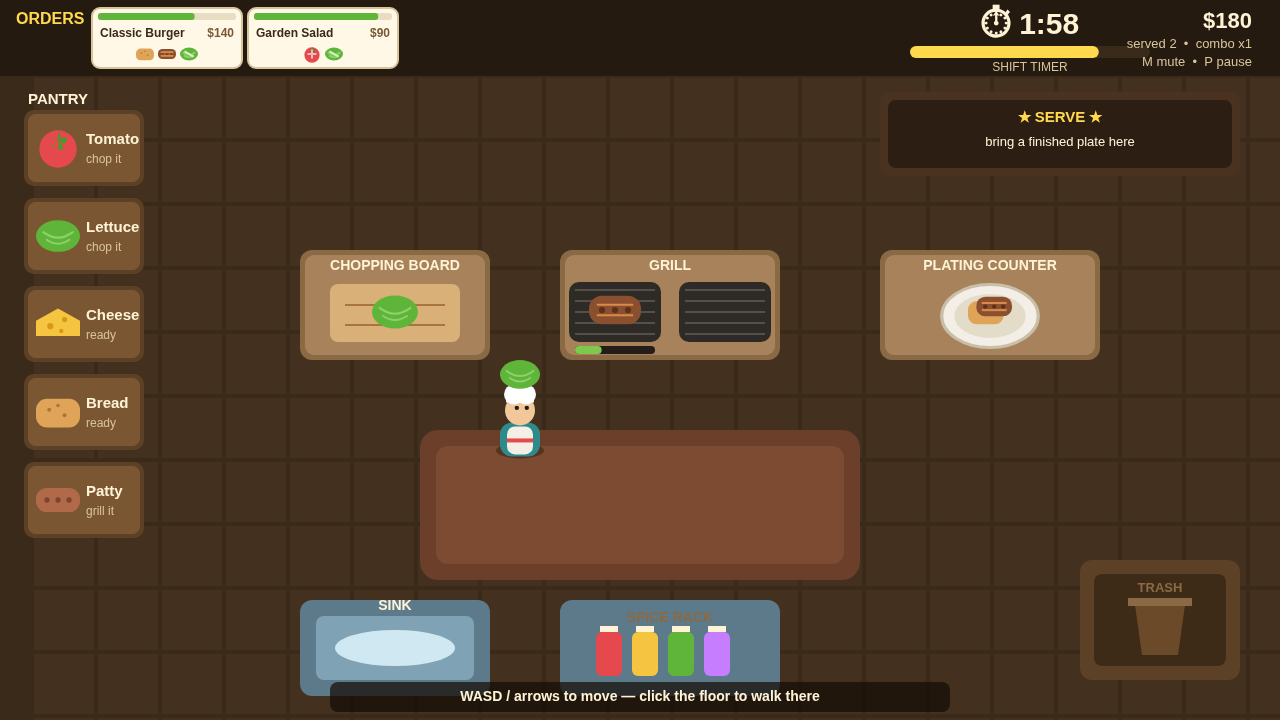 ORDERS
Classic Burger $140
Garden Salad $90
1:58
SHIFT TIMER
$180
served 2 • combo x1
M mute • P pause
PANTRY
Tomato
chop it
Lettuce
chop it
Cheese
ready
Bread
ready
Patty
grill it
★ SERVE ★
bring a finished plate here
CHOPPING BOARD
GRILL
PLATING COUNTER
SINK
SPICE RACK
TRASH
WASD / arrows to move — click the floor to walk there